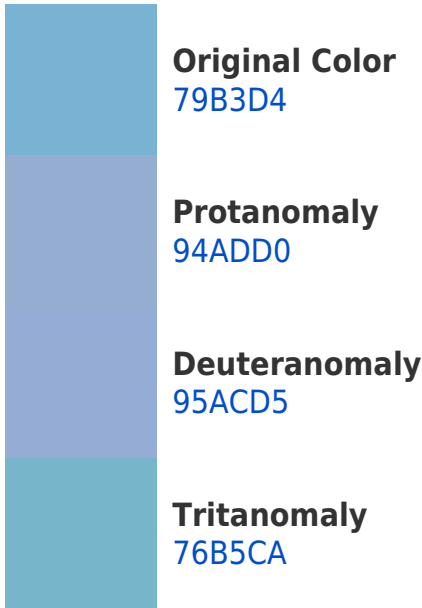 Original Color
79B3D4
Protanomaly
94ADD0
Deuteranomaly
95ACD5
Tritanomaly
76B5CA